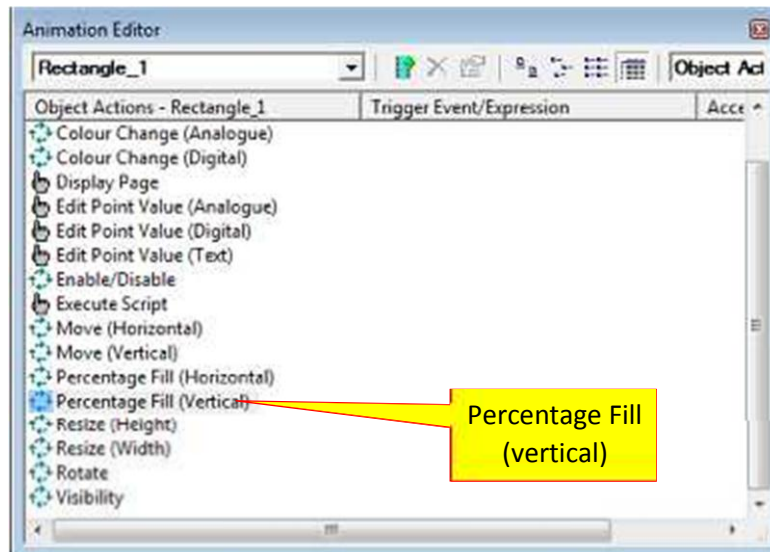 Animation Editor
Rectangle_1
Object Act
Object Actions - Rectangle_1 Trigger Event/Expression Acce
Colour Change (Analogue)
Colour Change (Digital)
Display Page
Edit Point Value (Analogue)
Edit Point Value (Digital)
Edit Point Value (Text)
Enable/Disable
Execute Script
Move (Horizontal)
Move (Vertical)
Percentage Fill (Horizontal)
Percentage Fill (Vertical)
Resize (Height)
Resize (Width)
Rotate
Visibility
Percentage Fill
(vertical)